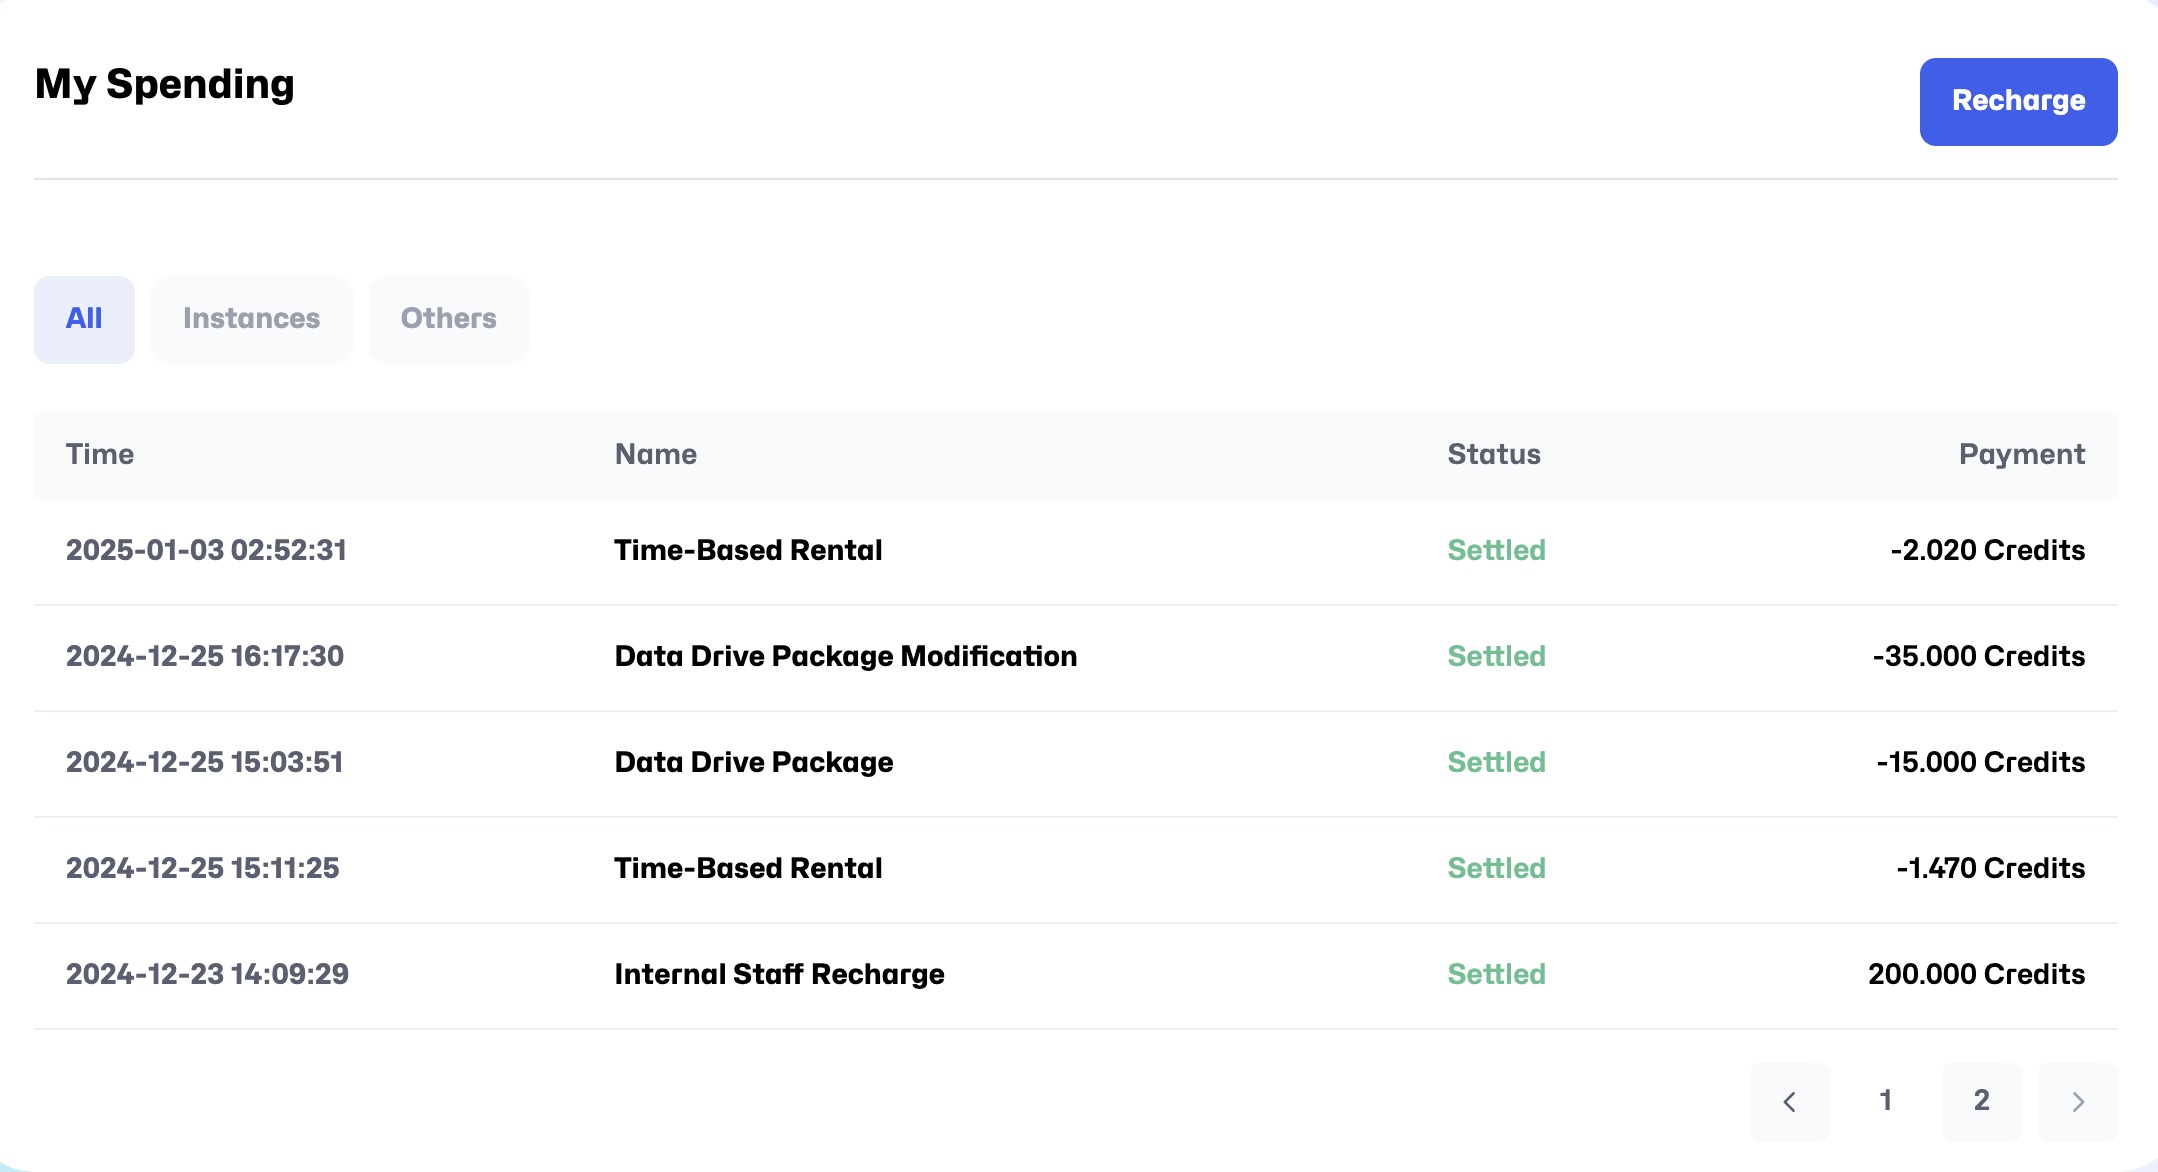 My Spending
Recharge
All Instances Others
Time Name Status Payment
2025-01-03 02:52:31 Time-Based Rental Settled -2.020 Credits
2024-12-25 16:17:30 Data Drive Package Modification Settled -35.000 Credits
2024-12-25 15:03:51 Data Drive Package Settled -15.000 Credits
2024-12-25 15:11:25 Time-Based Rental Settled -1.470 Credits
2024-12-23 14:09:29 Internal Staff Recharge Settled 200.000 Credits
1 2